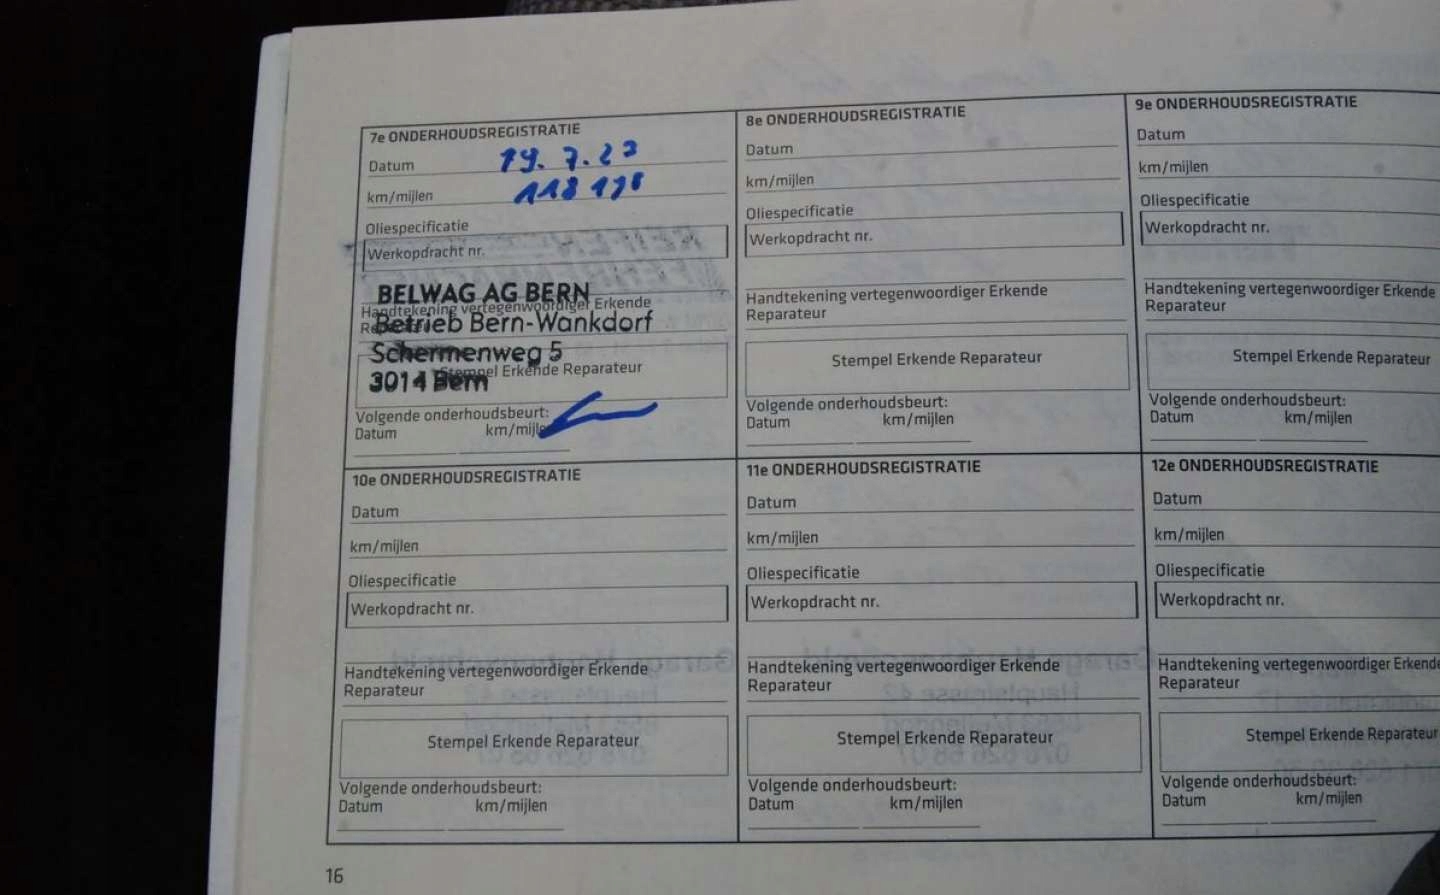 7e ONDERHOUDSREGISTRATIE
Datum 19. 7. 23
km/mijlen
Oliespecificatie
Werkopdracht nr.
BELWAG AG BERN
Handtekening vertegenwoordiger Erkende
Reparateur
Betrieb Bern-Wankdorf
Schermenweg 5
Stempel Erkende Reparateur
3014 Bern
Volgende onderhoudsbeurt:
Datum km/mijlen
8e ONDERHOUDSREGISTRATIE
Datum
km/mijlen
Oliespecificatie
Werkopdracht nr.
Handtekening vertegenwoordiger Erkende
Reparateur
Stempel Erkende Reparateur
Volgende onderhoudsbeurt:
Datum km/mijlen
9e ONDERHOUDSREGISTRATIE
Datum
km/mijlen
Oliespecificatie
Werkopdracht nr.
Handtekening vertegenwoordiger Erkende
Reparateur
Stempel Erkende Reparateur
Volgende onderhoudsbeurt:
Datum km/mijlen
10e ONDERHOUDSREGISTRATIE
Datum
km/mijlen
Oliespecificatie
Werkopdracht nr.
Handtekening vertegenwoordiger Erkende
Reparateur
Stempel Erkende Reparateur
Volgende onderhoudsbeurt:
Datum km/mijlen
11e ONDERHOUDSREGISTRATIE
Datum
km/mijlen
Oliespecificatie
Werkopdracht nr.
Handtekening vertegenwoordiger Erkende
Reparateur
Stempel Erkende Reparateur
Volgende onderhoudsbeurt:
Datum km/mijlen
12e ONDERHOUDSREGISTRATIE
Datum
km/mijlen
Oliespecificatie
Werkopdracht nr.
Handtekening vertegenwoordiger Erkende
Reparateur
Stempel Erkende Reparateur
Volgende onderhoudsbeurt:
Datum km/mijlen
16